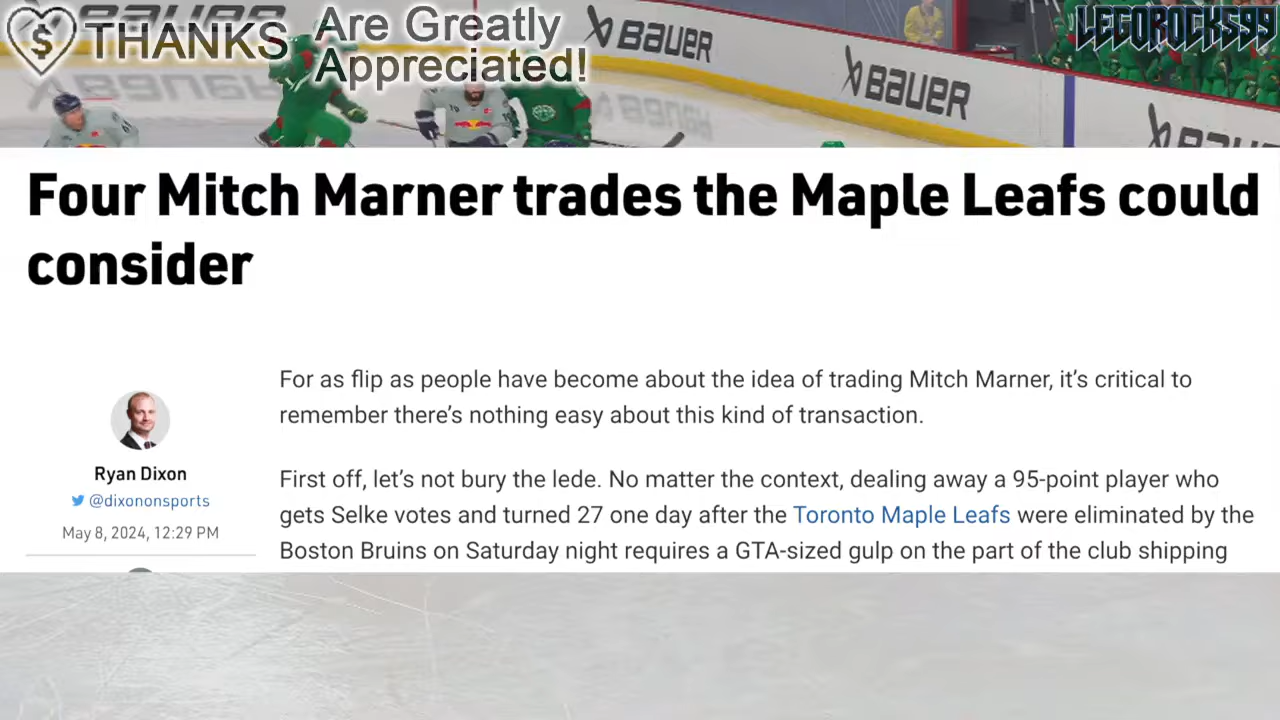 THANKS
Are Greatly
Appreciated!
BAUER
BAUER
LEGOROCKS99
Four Mitch Marner trades the Maple Leafs could
consider
For as flip as people have become about the idea of trading Mitch Marner, it's critical to
remember there's nothing easy about this kind of transaction.
Ryan Dixon
@dixononsports
May 8, 2024, 12:29 PM
First off, let's not bury the lede. No matter the context, dealing away a 95-point player who
gets Selke votes and turned 27 one day after the Toronto Maple Leafs were eliminated by the
Boston Bruins on Saturday night requires a GTA-sized gulp on the part of the club shipping